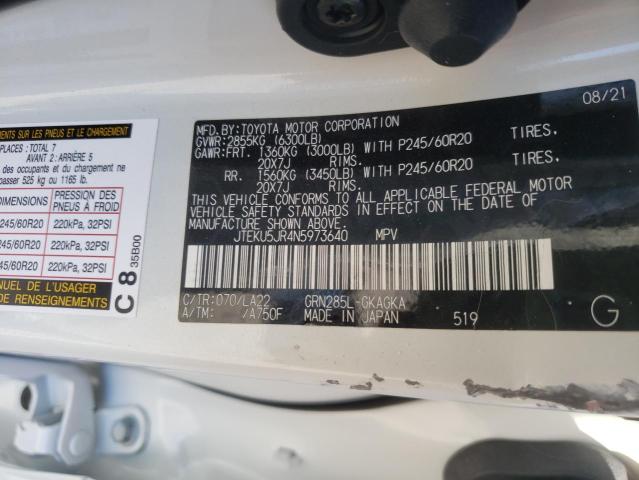 EMENTS SUR LES PNEUS ET LE CHARGEMENT
PLACES : TOTAL 7
AVANT 2 : ARRIÈRE 5
des occupants et du chargement ne
dépasser 525 kg ou 1165 lb.
DIMENSIONS PRESSION DES PNEUS À FROID
245/60R20 220kPa, 32PSI
245/60R20 220kPa, 32PSI
245/60R20 220kPa, 32PSI
MANUEL DE L'USAGER
DE RENSEIGNEMENTS
C 8 35B00
08/21
MFD. BY: TOYOTA MOTOR CORPORATION
GVWR: 2855KG (6300LB)
GAWR: FRT. 1360KG (3000LB) WITH P245/60R20 TIRES,
20X7J RIMS.
RR. 1560KG (3450LB) WITH P245/60R20 TIRES,
20X7J RIMS.
THIS VEHICLE CONFORMS TO ALL APPLICABLE FEDERAL MOTOR
VEHICLE SAFETY STANDARDS IN EFFECT ON THE DATE OF
MANUFACTURE SHOWN ABOVE.
JTEKU5JR4N5973640 MPV
C/TR: 070/LA22 GRN285L-GKAGKA
A/TM: /A750F MADE IN JAPAN 519 G